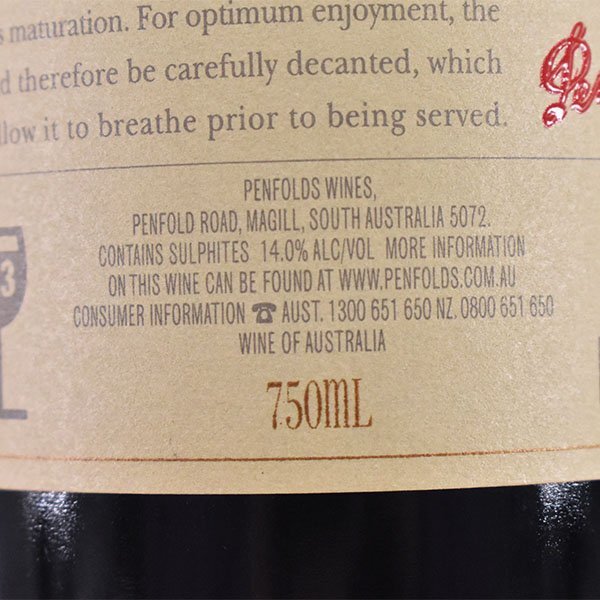 maturation. For optimum enjoyment, the
therefore be carefully decanted, which
it to breathe prior to being served.
PENFOLDS WINES,
PENFOLD ROAD, MAGILL, SOUTH AUSTRALIA 5072.
CONTAINS SULPHITES 14.0% ALC/VOL MORE INFORMATION
ON THIS WINE CAN BE FOUND AT WWW.PENFOLDS.COM.AU
CONSUMER INFORMATION ☎ AUST. 1300 651 650 NZ. 0800 651 650
WINE OF AUSTRALIA
750ML